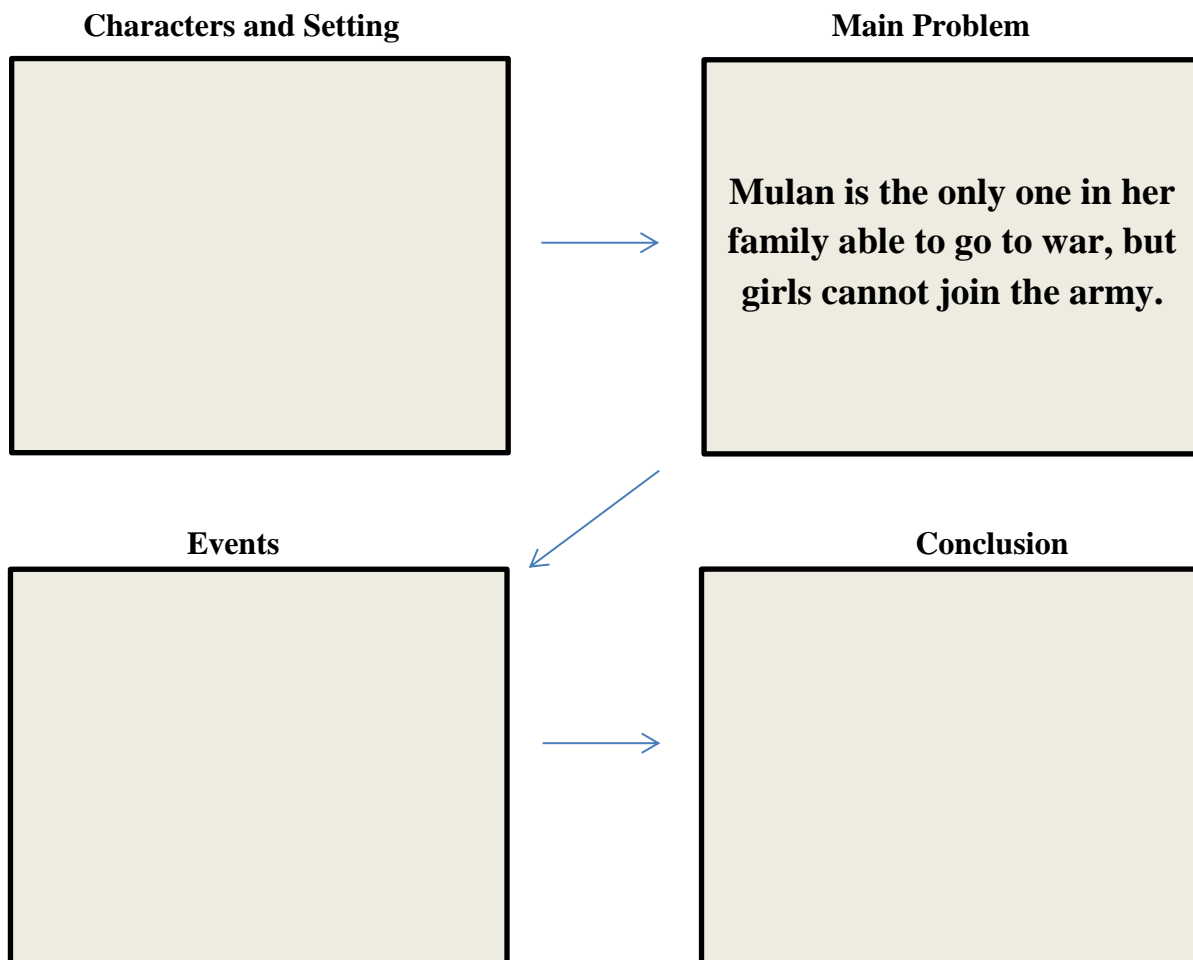 Characters and Setting
Main Problem
Mulan is the only one in her
family able to go to war, but
girls cannot join the army.
Events
Conclusion